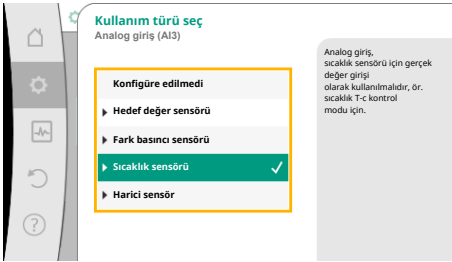 Kullanım türü seç
Analog giriş (AI3)
Konfigüre edilmedi
Hedef değer sensörü
Fark basıncı sensörü
Sıcaklık sensörü
Harici sensör
Analog giriş,
sıcaklık sensörü için gerçek
değer girişi
olarak kullanılmalıdır, ör.
sıcaklık T-c kontrol
modu için.